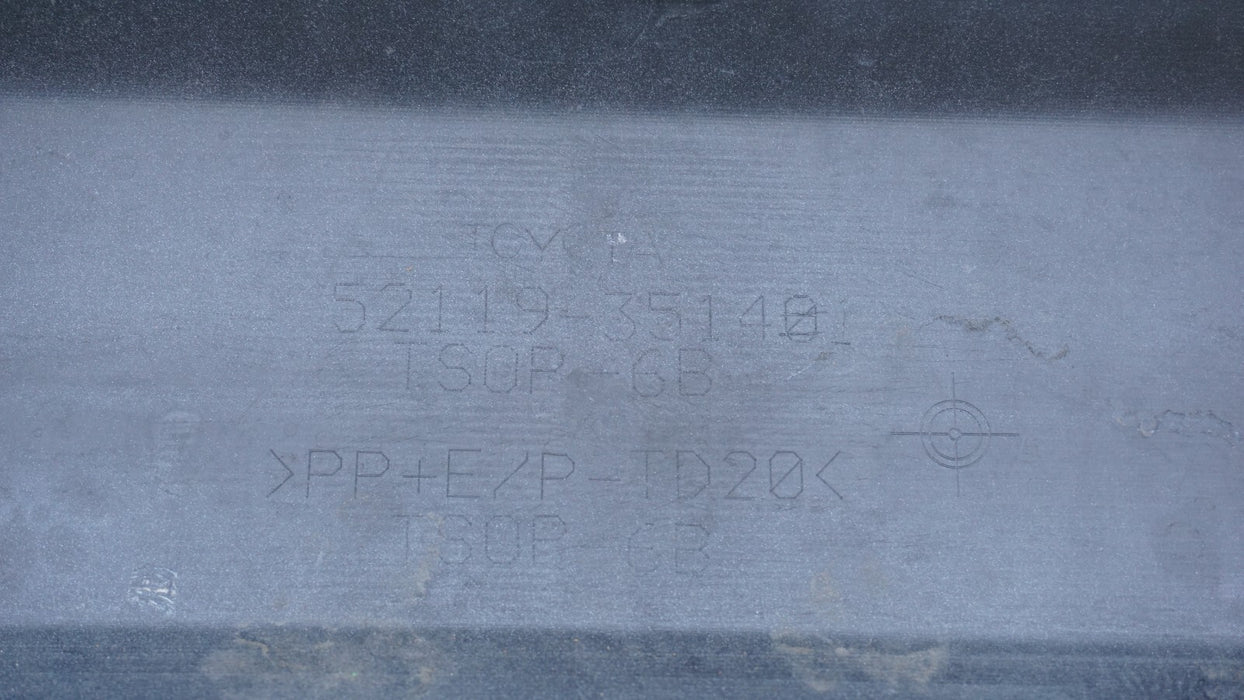 TOYOTA
52119-35140
TSOP-6B
>PP+E/P-TD20<
TSOP-6B